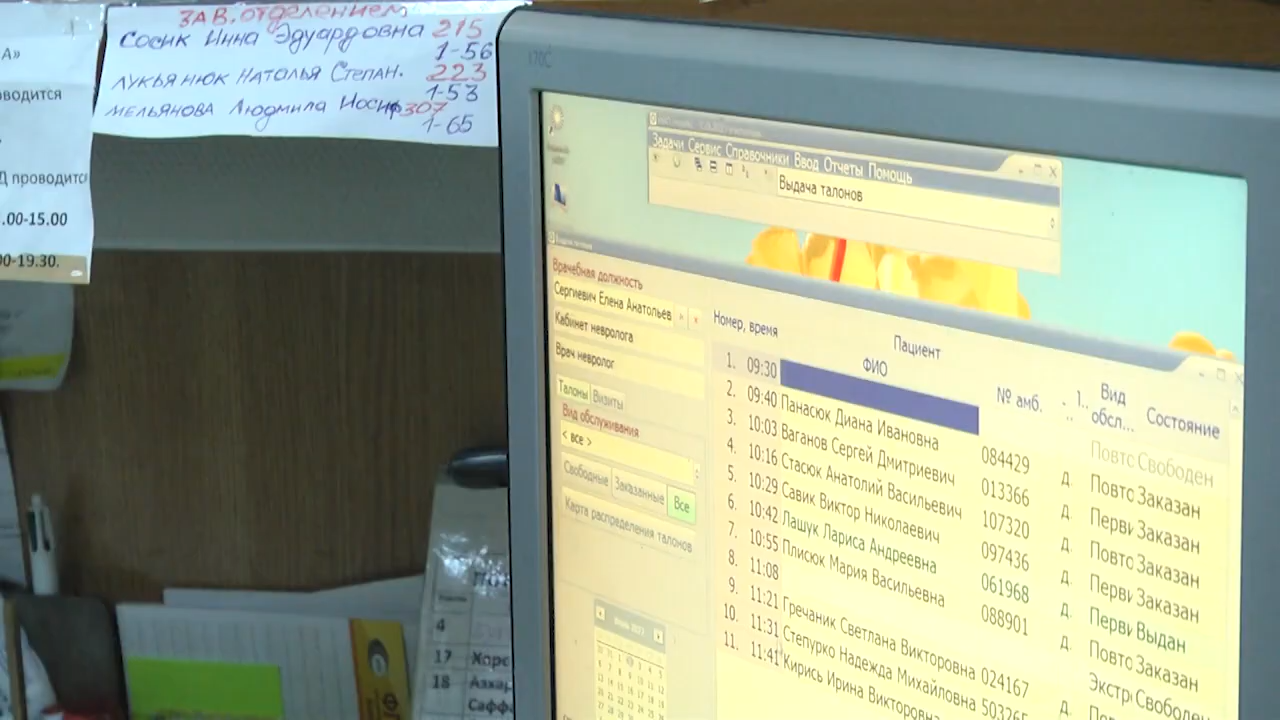 ЗАВ. отделением
Сосик Инна Эдуардовна 215
1-56
Лукьянюк Наталья Степан. 223
1-53
Мельянова Людмила Иосиф 307
1-65
А»
водится
Д проводится
.00-15.00
00-19.30.
Задачи Сервис Справочники Ввод Отчеты Помощь
Выдача талонов
Врачебная должность
Сергиевич Елена Анатольев
Кабинет невролога
Врач невролог
Талоны Визиты
Вид обслуживания
< все >
Свободные Заказанные Все
Карта распределения талонов
Номер, время Пациент
ФИО № амб. 1.. Вид обсл... Состояние
1. 09:30 Повтс Свободен
2. 09:40 Панасюк Диана Ивановна 084429 д. Повтс Заказан
3. 10:03 Ваганов Сергей Дмитриевич 013366 д. Перви Заказан
4. 10:16 Стасюк Анатолий Васильевич 107320 д. Повтс Заказан
5. 10:29 Савик Виктор Николаевич 097436 д. Перви Заказан
6. 10:42 Лашук Лариса Андреевна 061968 д. Перви Выдан
7. 10:55 Плисюк Мария Васильевна 088901 д. Повтс Заказан
8. 11:08 Экстр Свободен
9. 11:21 Гречаник Светлана Викторовна 024167 д.
10. 11:31 Степурко Надежда Михайловна
11. 11:41 Кирись Ирина Викторовна
4
17
18